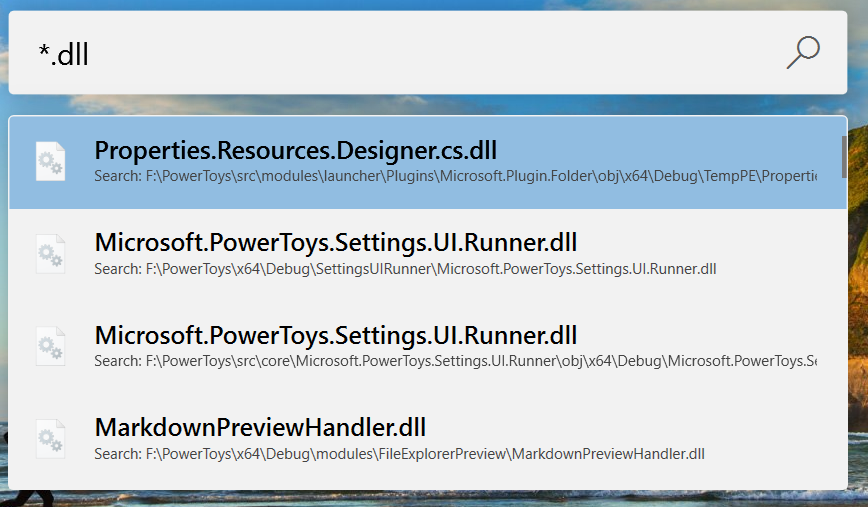 *.dll
Properties.Resources.Designer.cs.dll
Search: F:\PowerToys\src\modules\launcher\Plugins\Microsoft.Plugin.Folder\obj\x64\Debug\TempPE\Properti
Microsoft.PowerToys.Settings.UI.Runner.dll
Search: F:\PowerToys\x64\Debug\SettingsUIRunner\Microsoft.PowerToys.Settings.UI.Runner.dll
Microsoft.PowerToys.Settings.UI.Runner.dll
Search: F:\PowerToys\src\core\Microsoft.PowerToys.Settings.UI.Runner\obj\x64\Debug\Microsoft.PowerToys.Se
MarkdownPreviewHandler.dll
Search: F:\PowerToys\x64\Debug\modules\FileExplorerPreview\MarkdownPreviewHandler.dll